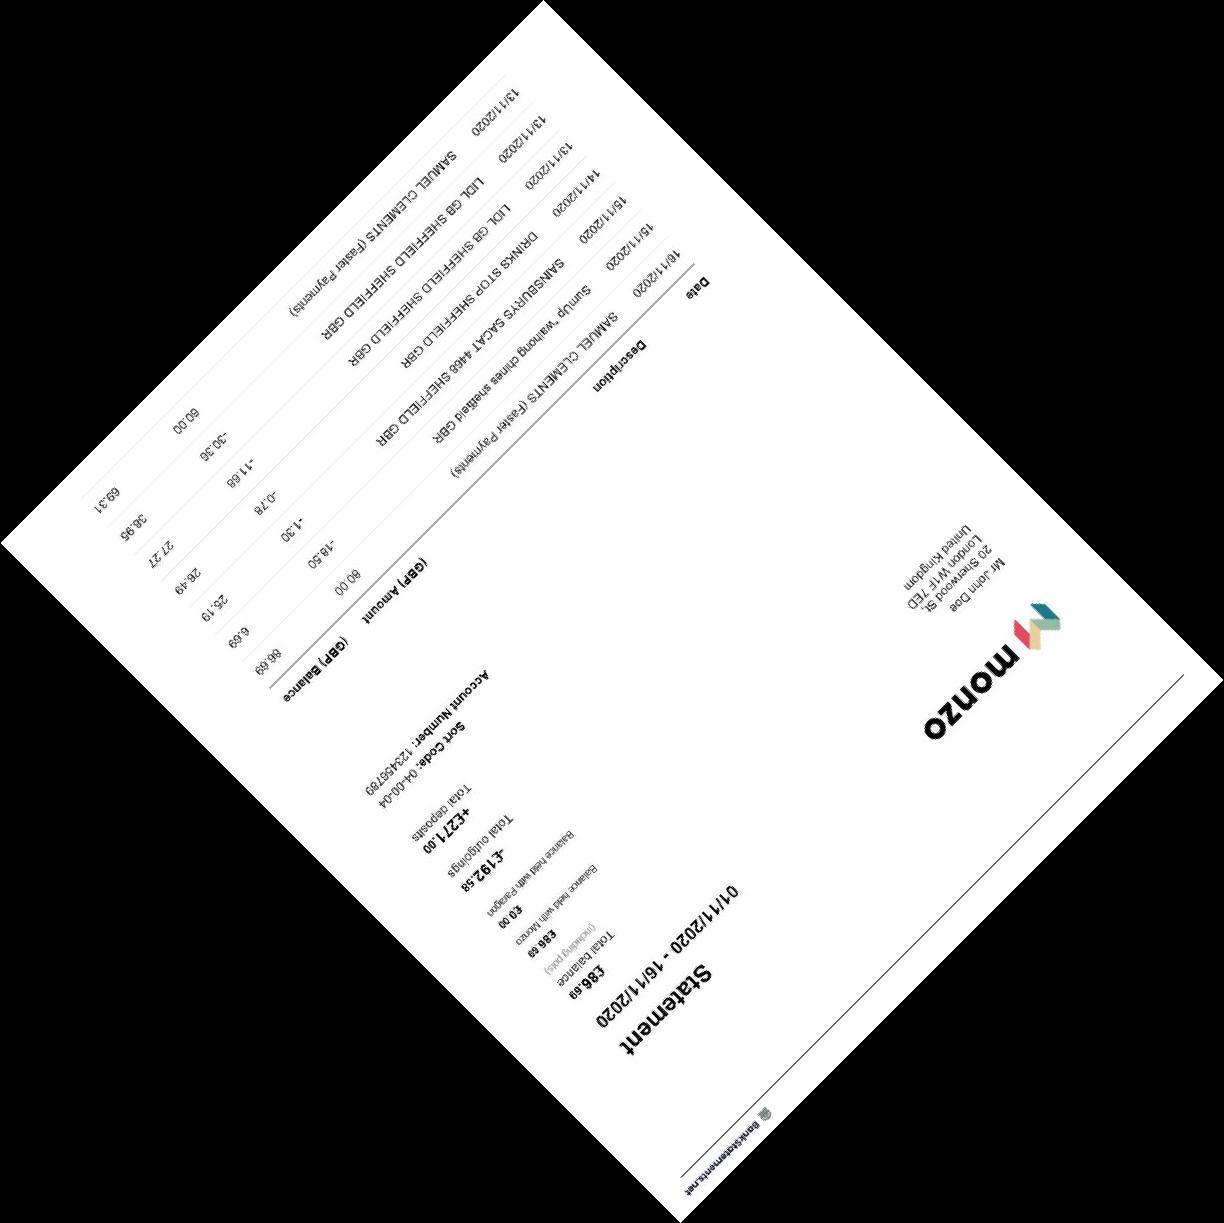 BankStatements.net
monzo
Statement
01/11/2020 - 16/11/2020
Mr John Doe
20 Sherwood St,
London W1F 7ED
United Kingdom
£86.69
Total balance
(including pots)
£86.69
Balance held with Monzo
£0.00
Balance held with Paragon
-£192.58
Total outgoings
+£271.00
Total deposits
Sort Code: 04-00-04
Account Number: 123456789
Date Description (GBP) Amount (GBP) Balance
16/11/2020 SAMUEL CLEMENTS (Faster Payments) 80.00 86.69
15/11/2020 SumUp *waihong chines sheffield GBR -18.50 6.69
15/11/2020 SAINSBURYS SACAT 4468 SHEFFIELD GBR -1.30 25.19
14/11/2020 DRINKS STOP SHEFFIELD GBR -0.78 26.49
13/11/2020 LIDL GB SHEFFIELD SHEFFIELD GBR -11.68 27.27
13/11/2020 LIDL GB SHEFFIELD SHEFFIELD GBR -30.36 38.95
13/11/2020 SAMUEL CLEMENTS (Faster Payments) 60.00 69.31